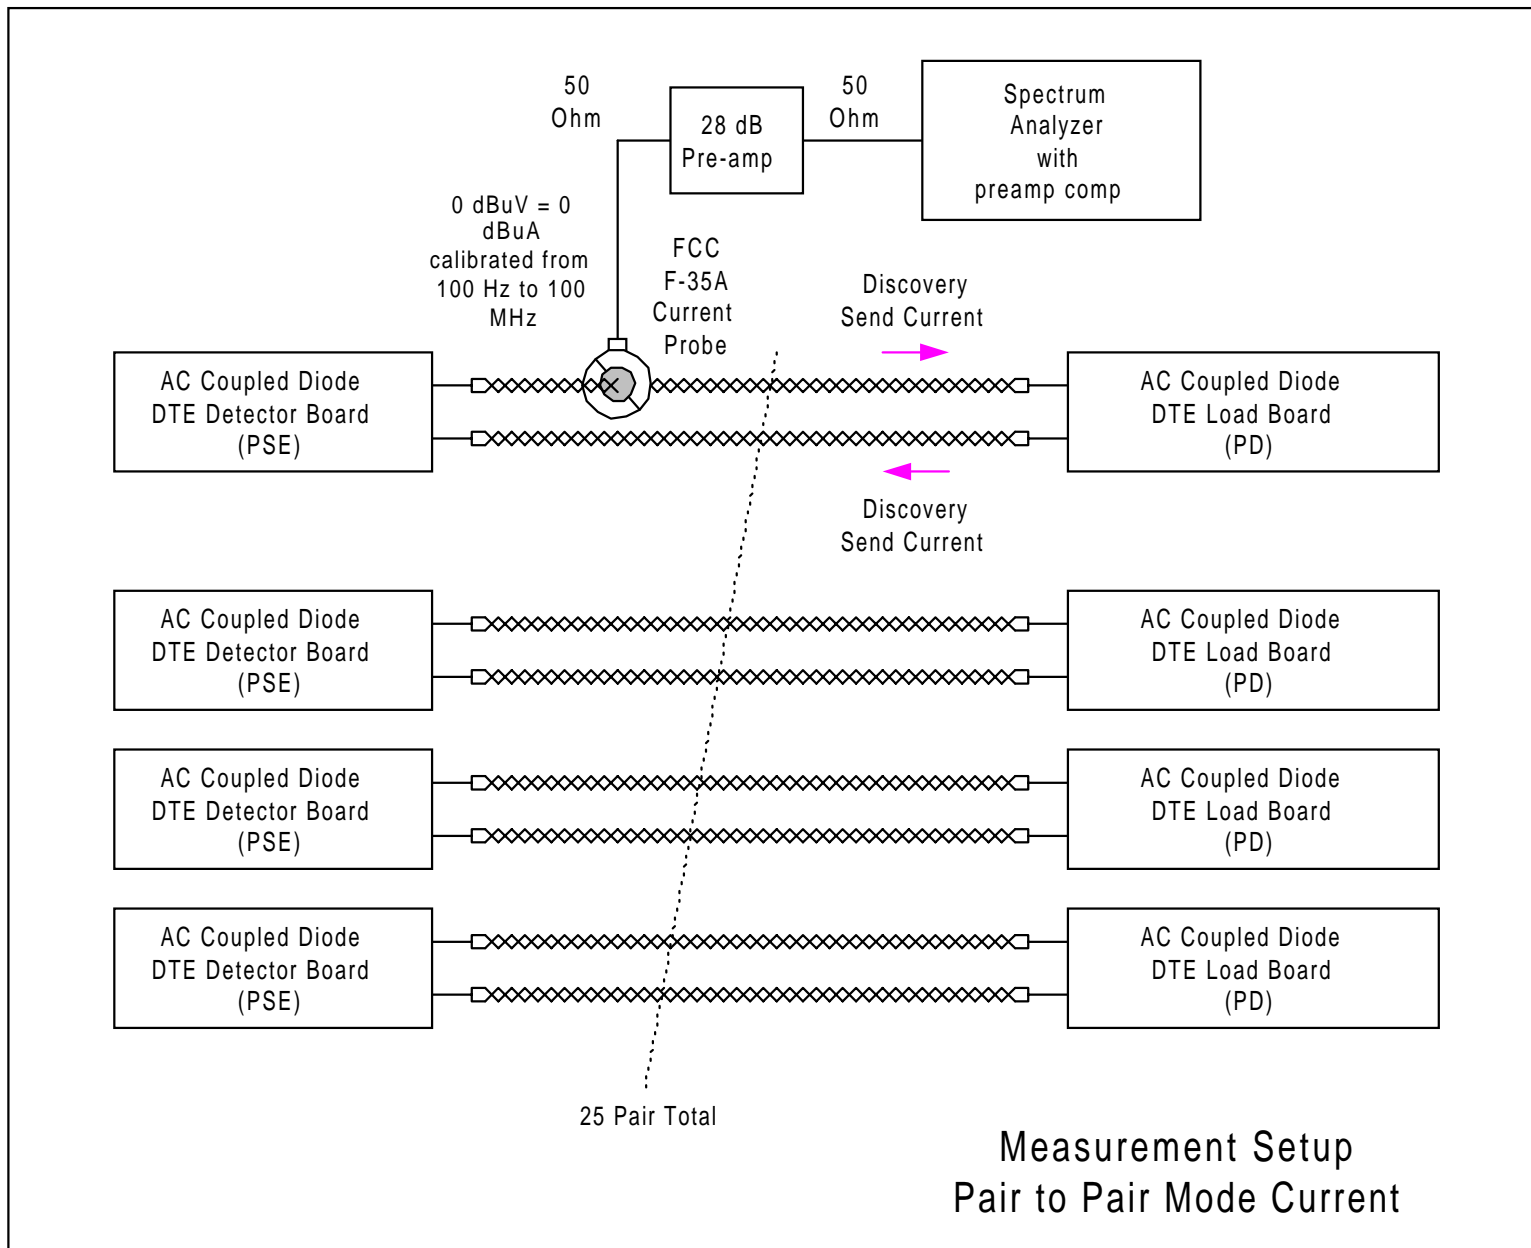 50
Ohm
28 dB
Pre-amp
50
Ohm
Spectrum
Analyzer
with
preamp comp
0 dBuV = 0
dBuA
calibrated from
100 Hz to 100
MHz
FCC
F-35A
Current
Probe
Discovery
Send Current
AC Coupled Diode
DTE Detector Board
(PSE)
AC Coupled Diode
DTE Load Board
(PD)
Discovery
Send Current
AC Coupled Diode
DTE Detector Board
(PSE)
AC Coupled Diode
DTE Load Board
(PD)
AC Coupled Diode
DTE Detector Board
(PSE)
AC Coupled Diode
DTE Load Board
(PD)
AC Coupled Diode
DTE Detector Board
(PSE)
AC Coupled Diode
DTE Load Board
(PD)
25 Pair Total
Measurement Setup
Pair to Pair Mode Current